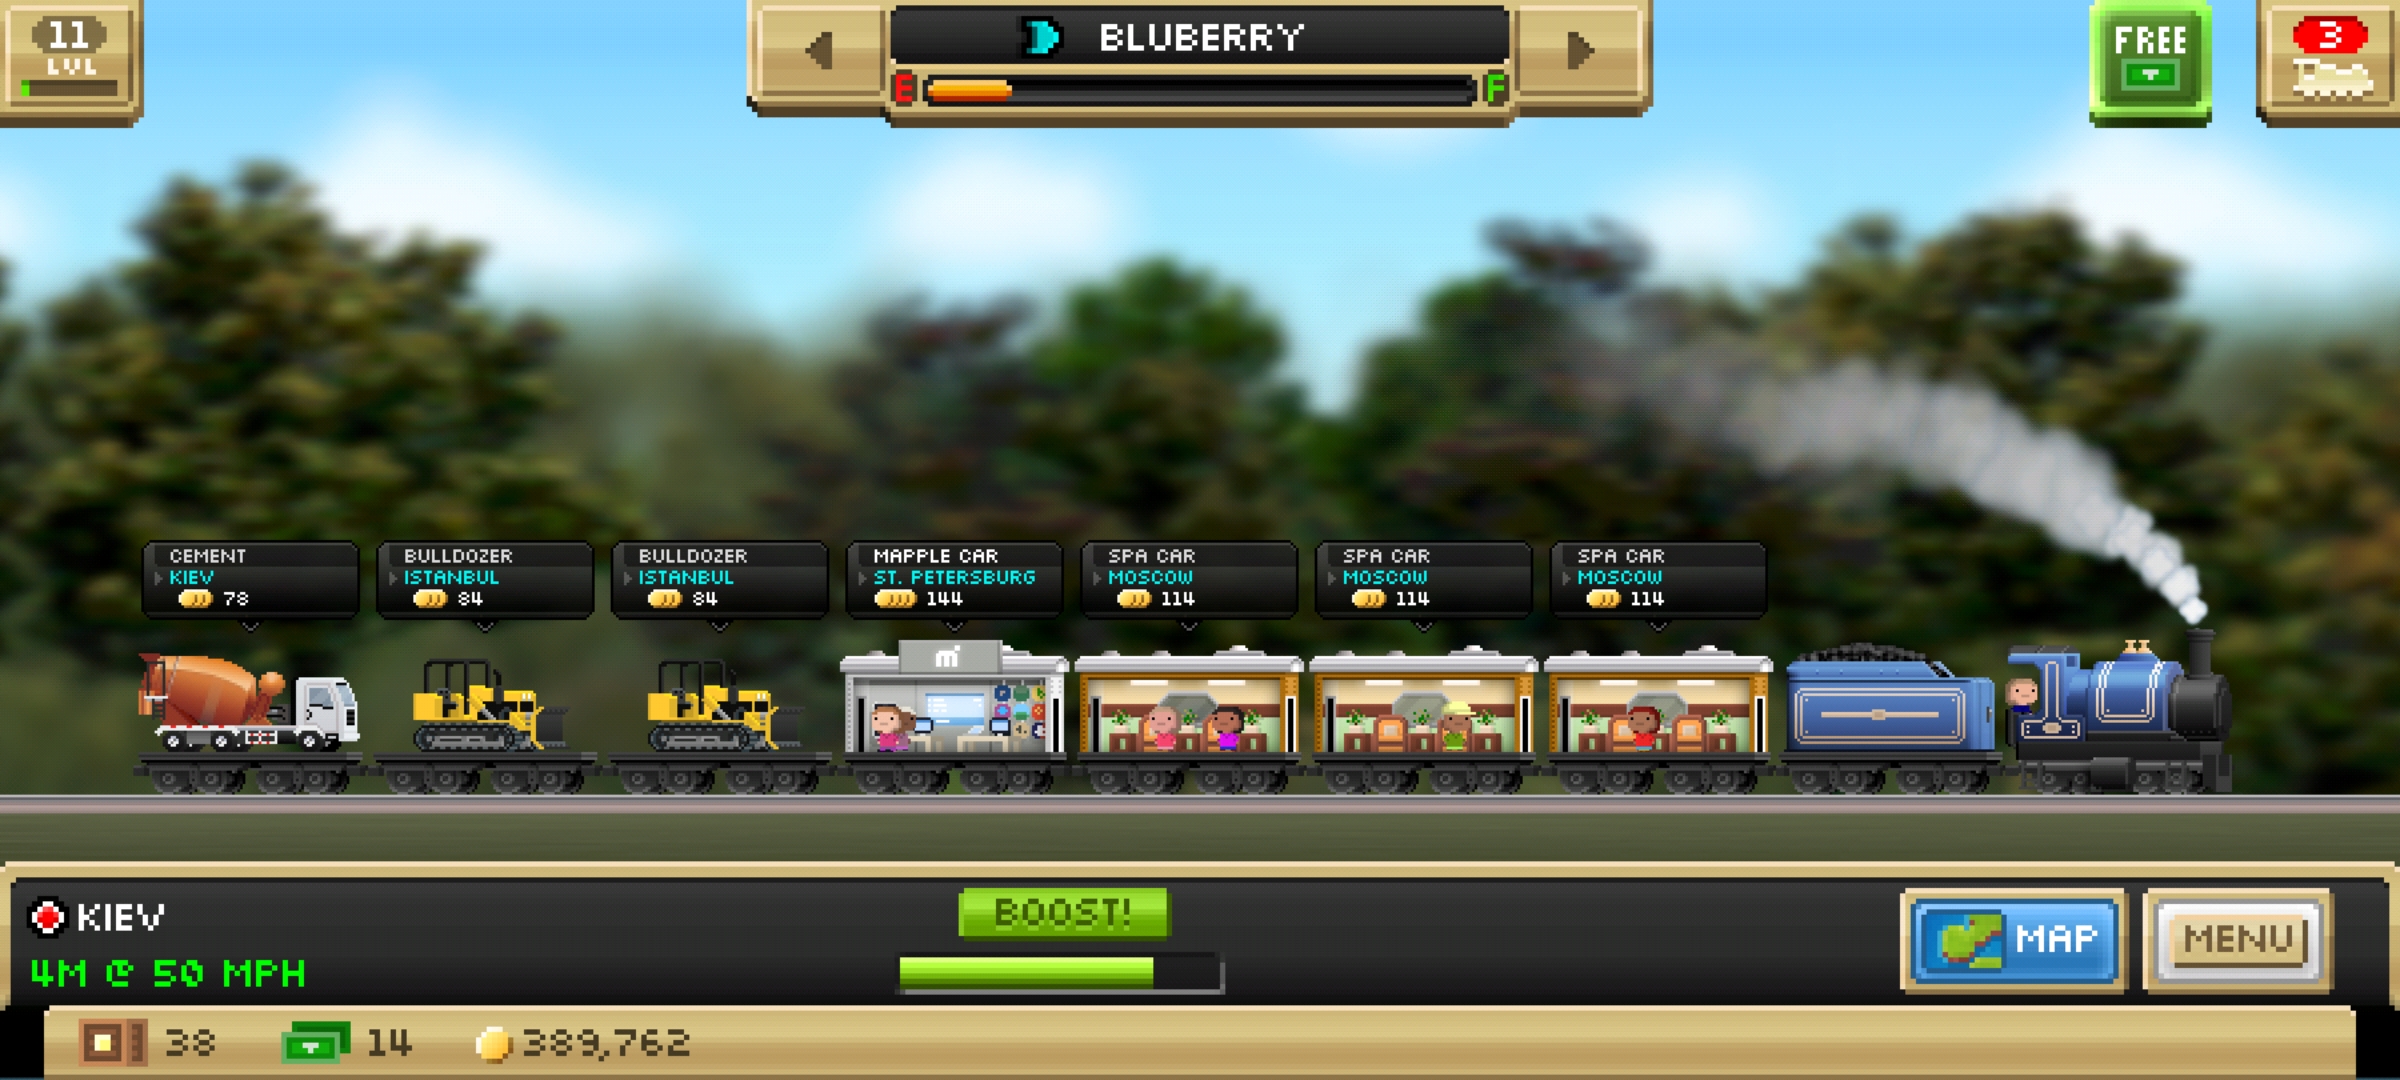 11
LVL
BLUBERRY
E
F
FREE
3
CEMENT
KIEV
78
BULLDOZER
ISTANBUL
84
BULLDOZER
ISTANBUL
84
MAPPLE CAR
ST. PETERSBURG
144
SPA CAR
MOSCOW
114
SPA CAR
MOSCOW
114
SPA CAR
MOSCOW
114
m
KIEV
4M @ 50 MPH
BOOST!
MAP
MENU
38
14
389,762